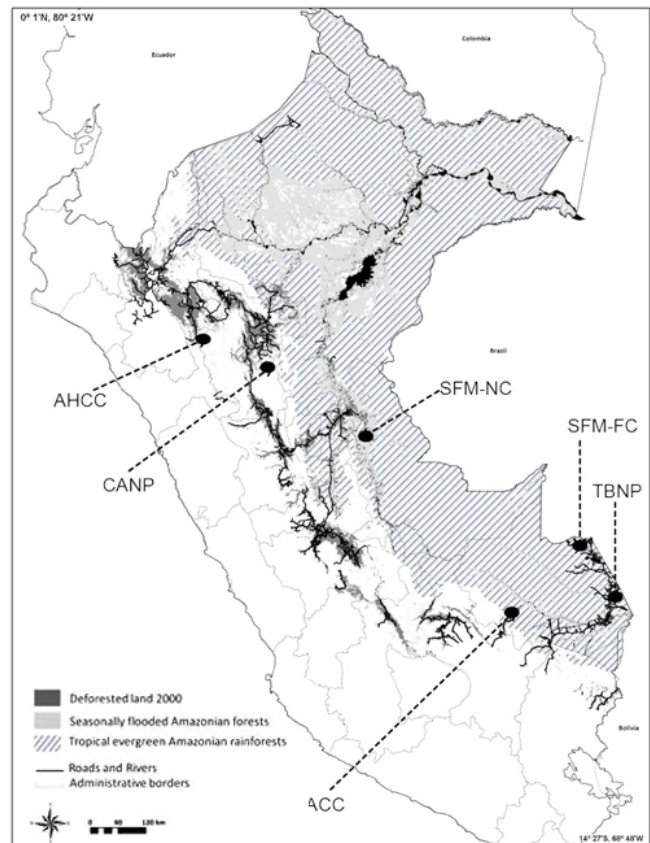 0° 1'N, 80° 21'W
Colombia
Ecuador
Brazil
AHCC
SFM-NC
SFM-FC
CANP
TBNP
Deforested land 2000
Seasonally flooded Amazonian forests
Bolivia
Tropical evergreen Amazonian rainforests
Roads and Rivers
Administrative borders
ACC
0 60 120 km
14° 27'S, 68° 48'W